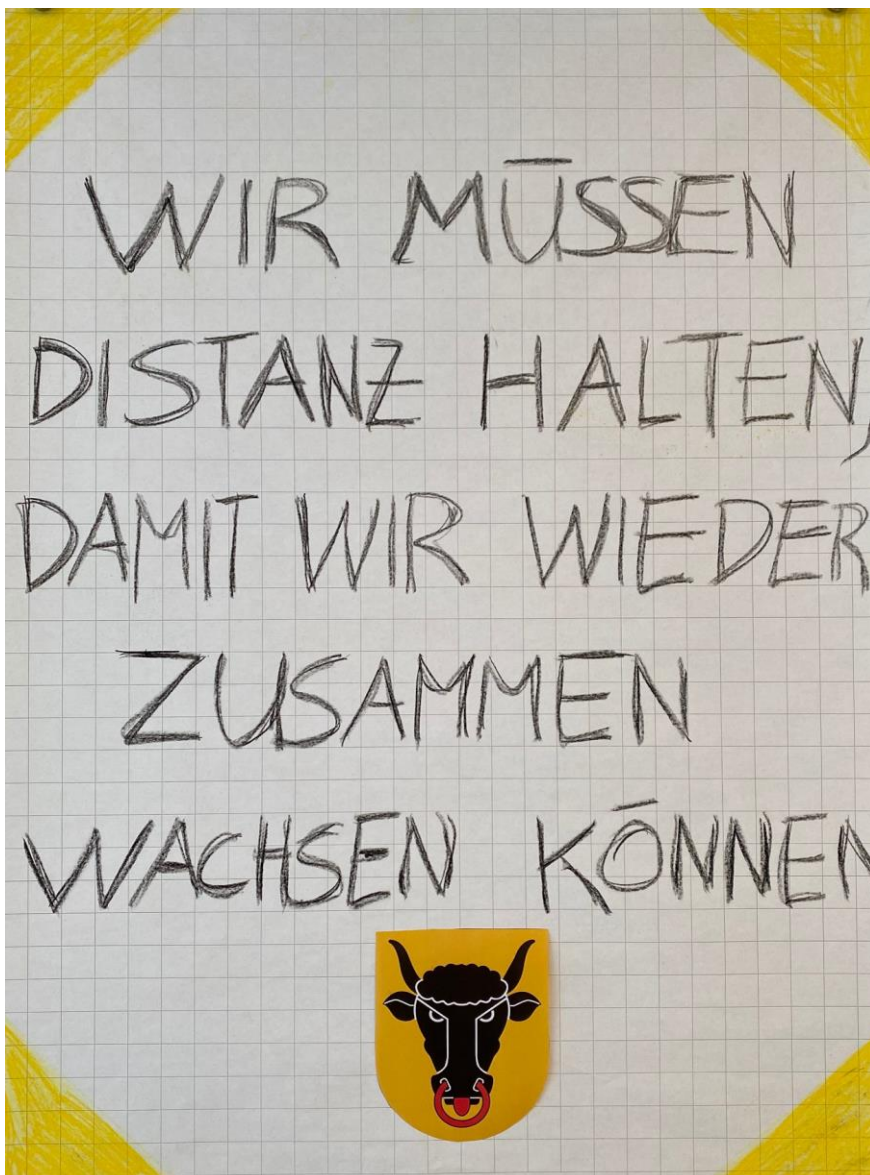 WIR MÜSSEN
DISTANZ HALTEN,
DAMIT WIR WIEDER
ZUSAMMEN
WACHSEN KÖNNEN